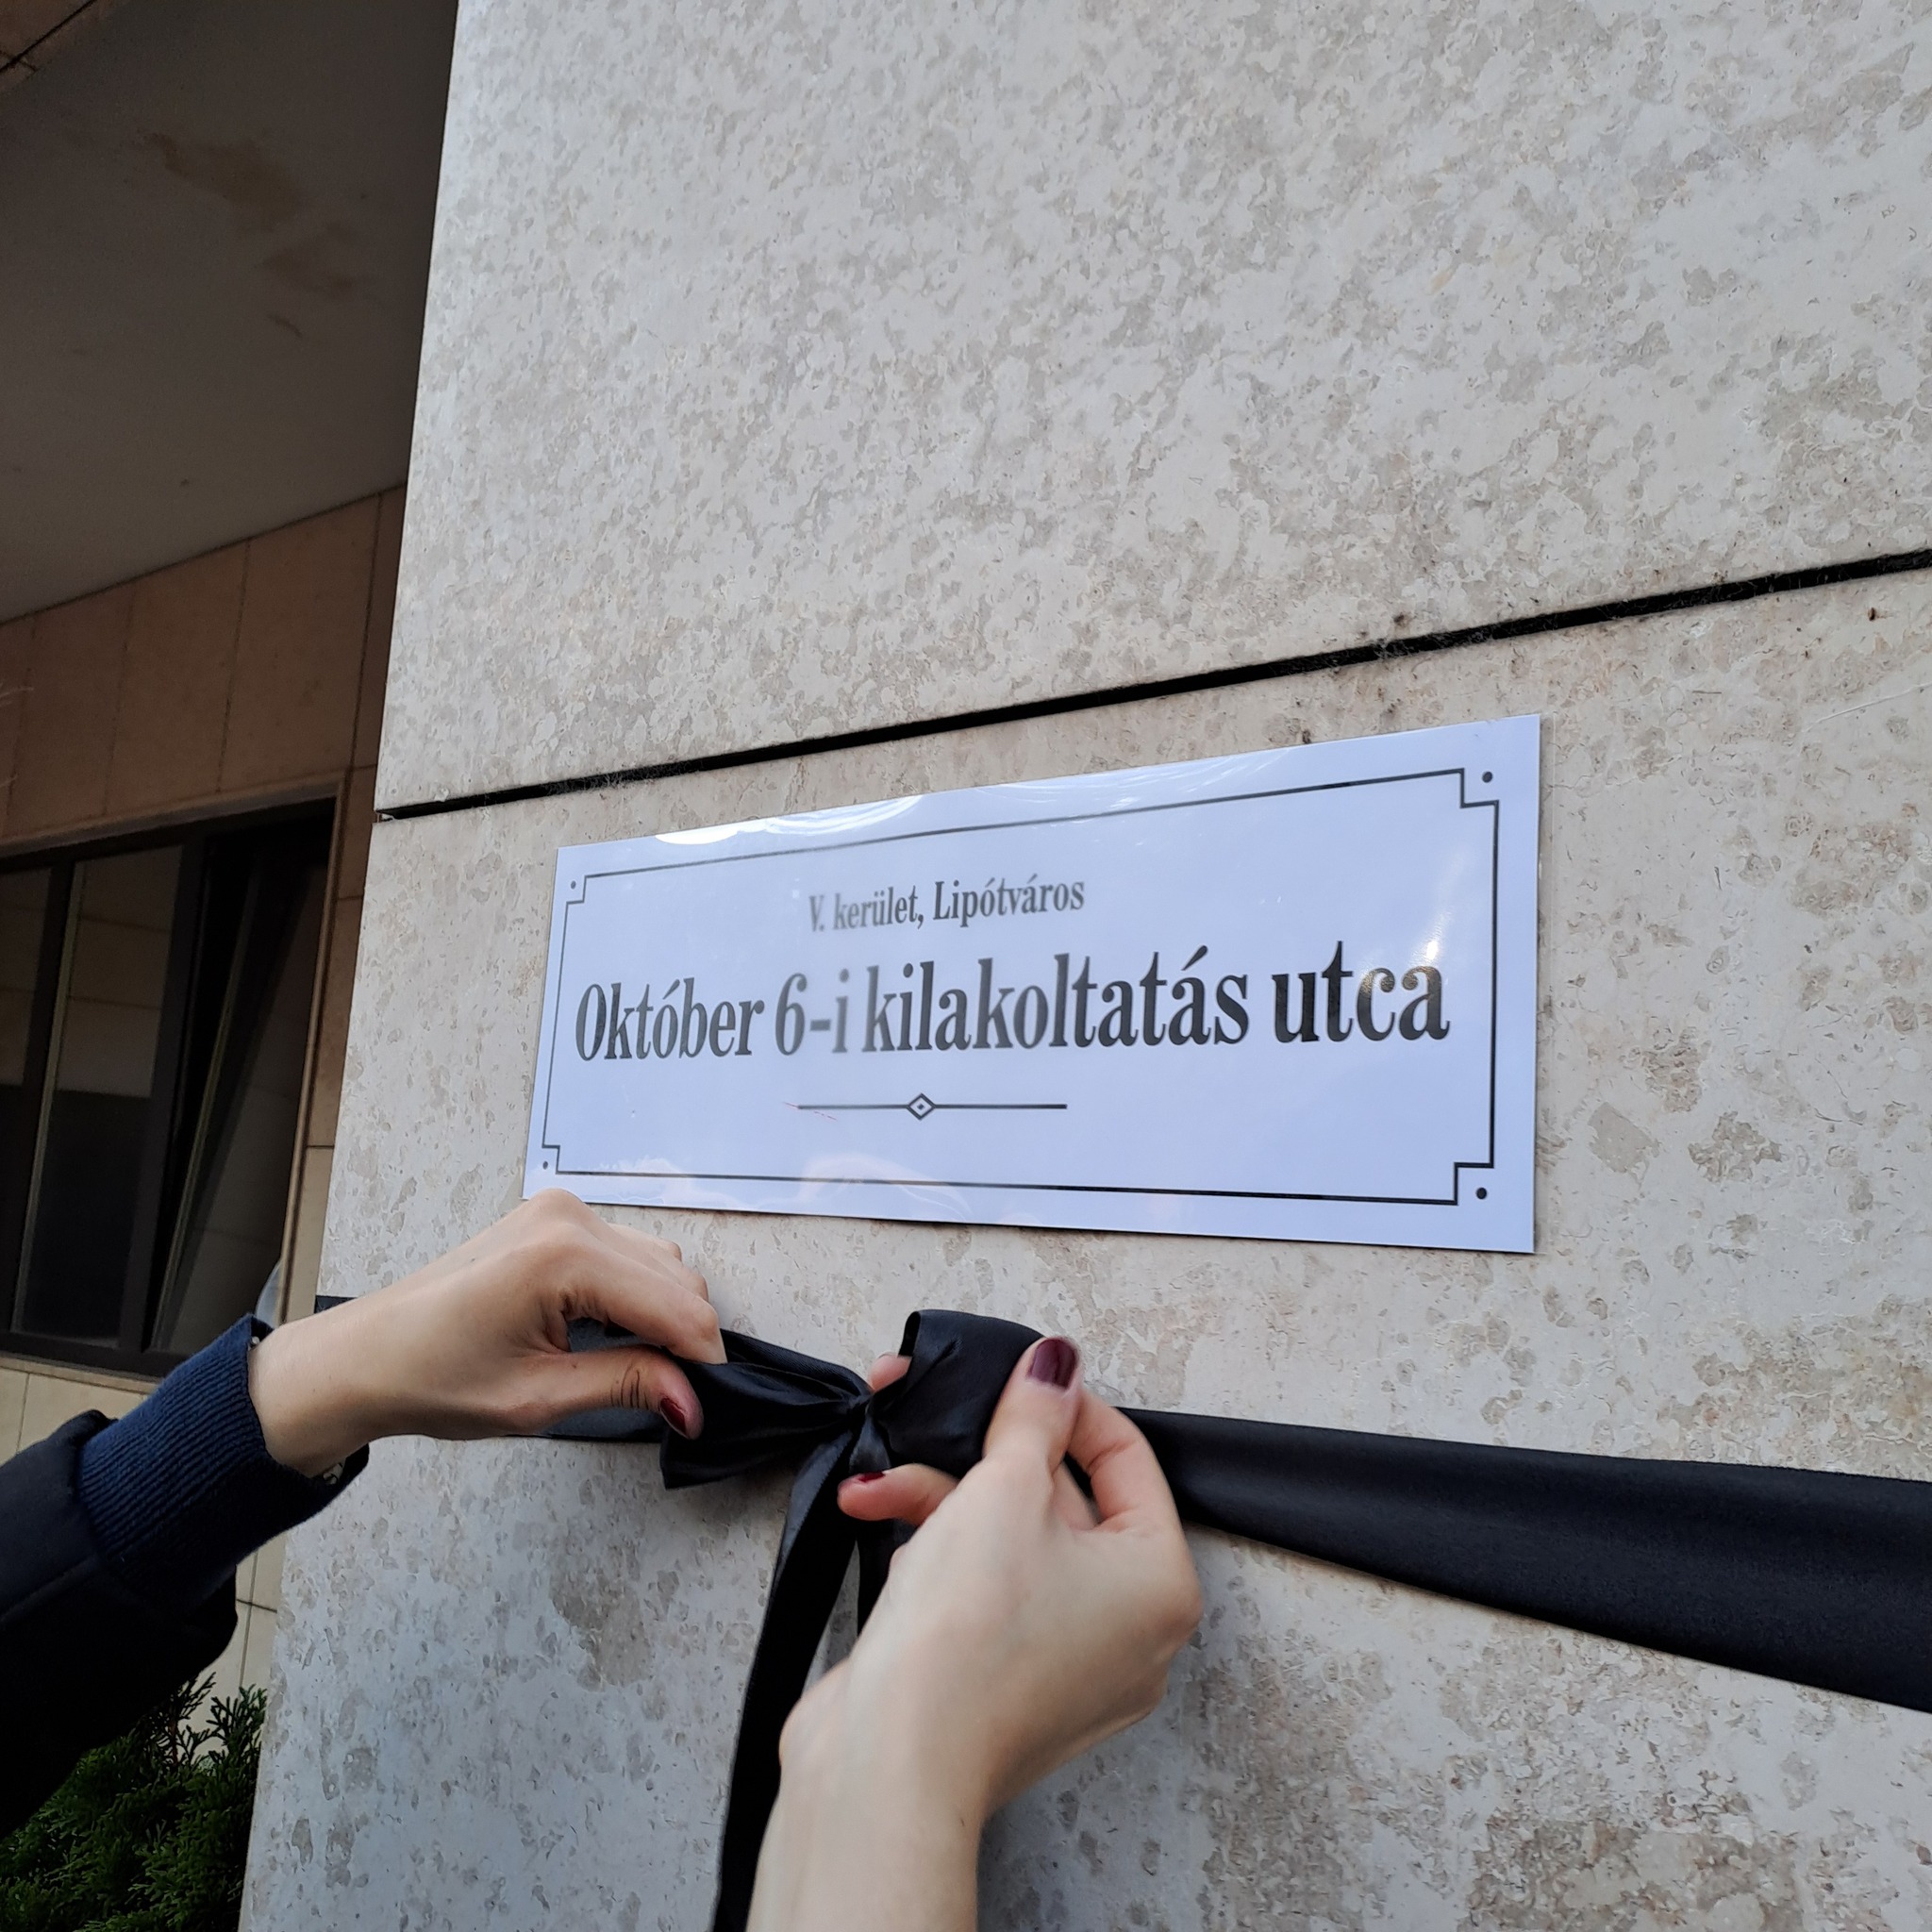 V. kerület, Lipótváros
Október 6-i kilakoltatás utca